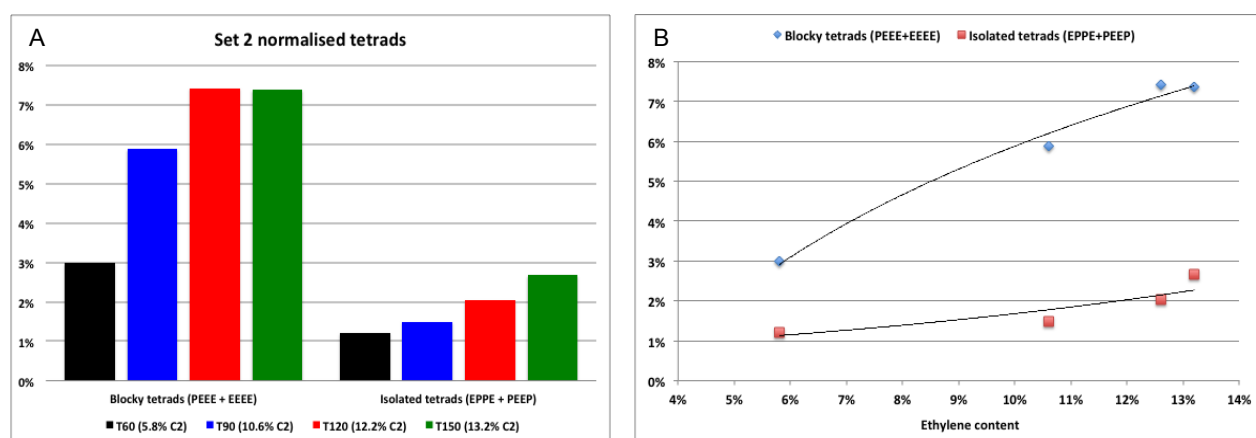 A
Set 2 normalised tetrads
8%
7%
6%
5%
4%
3%
2%
1%
0%
Blocky tetrads (PEEE + EEEE) Isolated tetrads (EPPE + PEEP)
T60 (5.8% C2) T90 (10.6% C2) T120 (12.2% C2) T150 (13.2% C2)
B
Blocky tetrads (PEEE+EEEE) Isolated tetrads (EPPE+PEEP)
8%
7%
6%
5%
4%
3%
2%
1%
0%
4% 5% 6% 7% 8% 9% 10% 11% 12% 13% 14%
Ethylene content